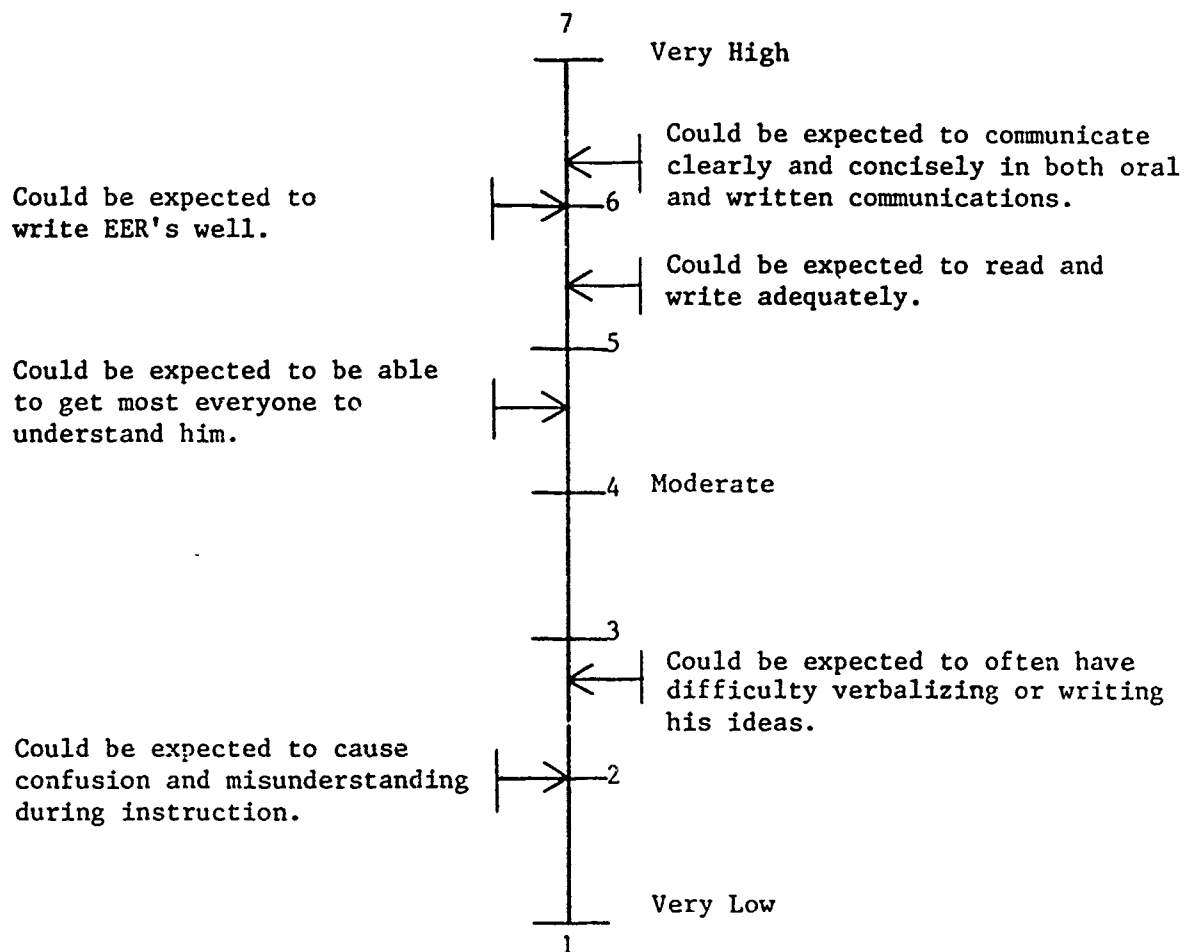 7
Very High
Could be expected to communicate
clearly and concisely in both oral
and written communications.
Could be expected to
write EER's well.
6
Could be expected to read and
write adequately.
5
Could be expected to be able
to get most everyone to
understand him.
4 Moderate
3
Could be expected to often have
difficulty verbalizing or writing
his ideas.
Could be expected to cause
confusion and misunderstanding
during instruction.
2
Very Low
1